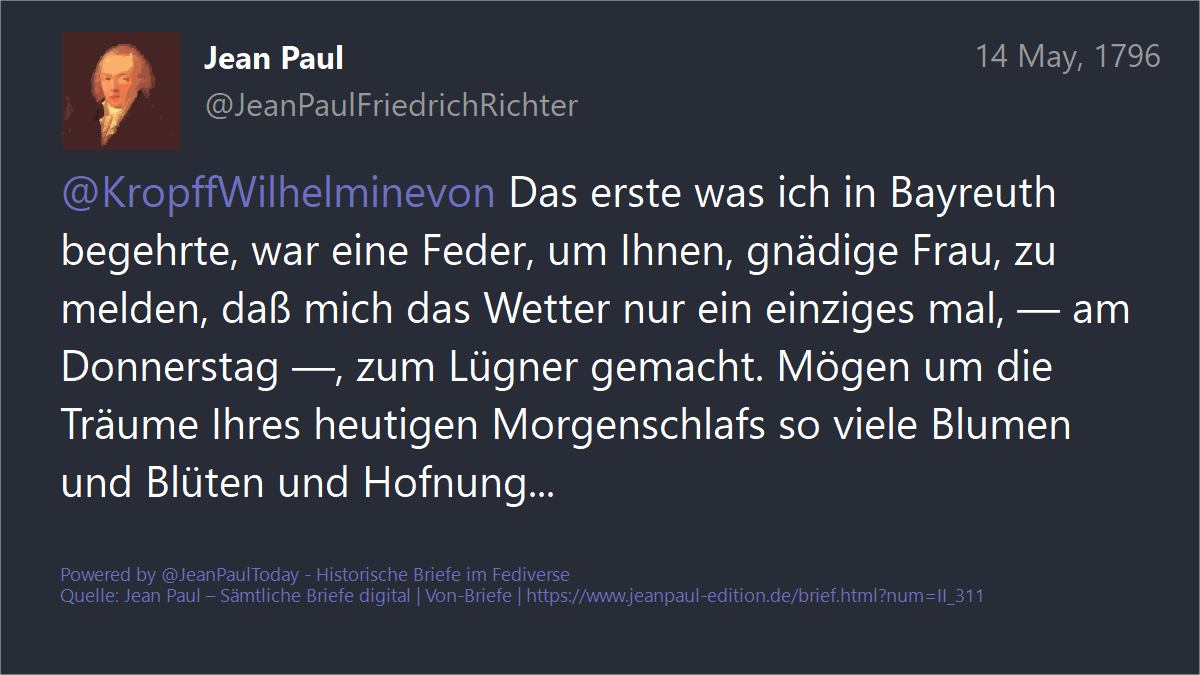 Jean Paul
14 May, 1796
@JeanPaulFriedrichRichter
@KropffWilhelminevon Das erste was ich in Bayreuth
begehrte, war eine Feder, um Ihnen, gnädige Frau, zu
melden, daß mich das Wetter nur ein einziges mal, — am
Donnerstag —, zum Lügner gemacht. Mögen um die
Träume Ihres heutigen Morgenschlafs so viele Blumen
und Blüten und Hofnung...
Powered by @JeanPaulToday - Historische Briefe im Fediverse
Quelle: Jean Paul – Sämtliche Briefe digital | Von-Briefe | https://www.jeanpaul-edition.de/brief.html?num=II_311